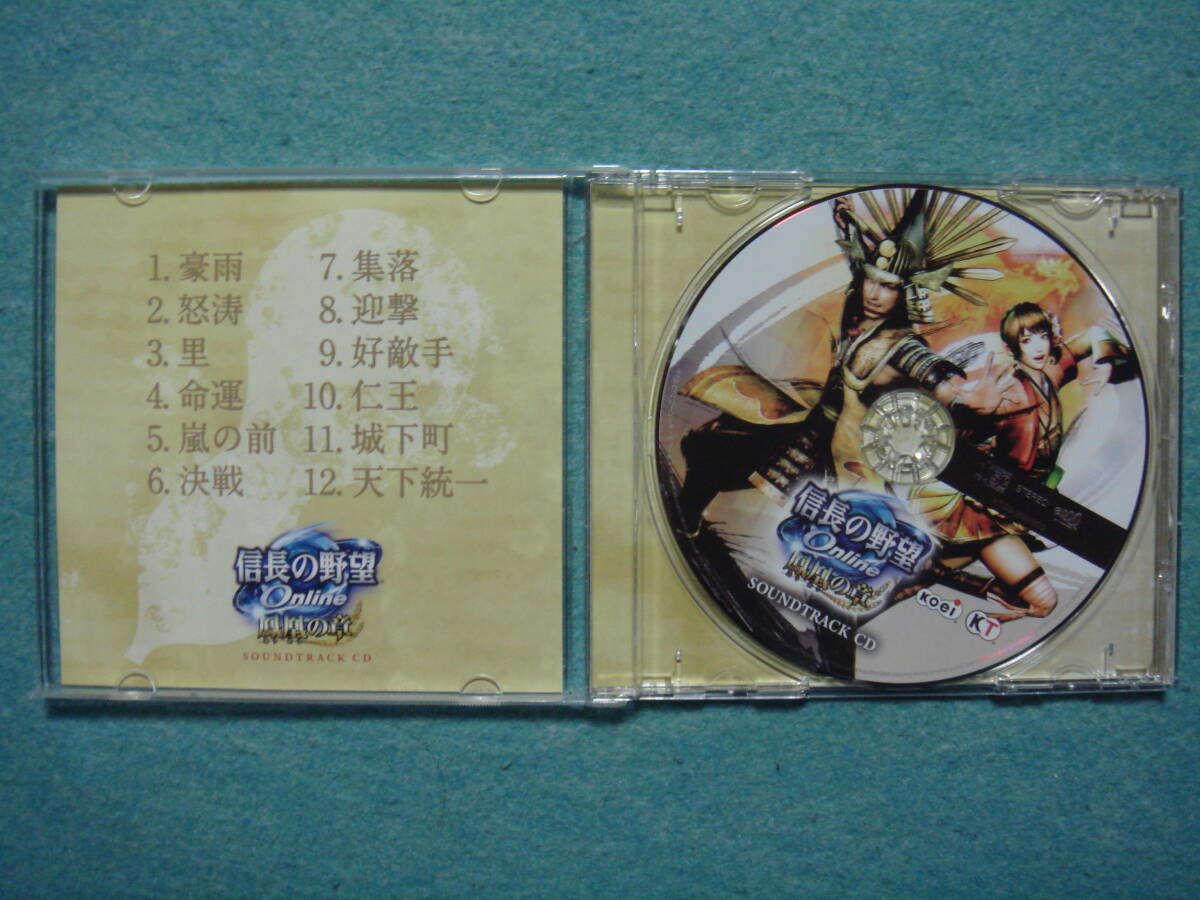 1. 豪雨
2. 怒涛
3. 里
4. 命運
5. 嵐の前
6. 決戦
7. 集落
8. 迎撃
9. 好敵手
10. 仁王
11. 城下町
12. 天下統一
信長の野望
Online
鳳凰の章
SOUNDTRACK CD
信長の野望
Online
鳳凰の章
SOUNDTRACK CD
STEREO
KOEI
KT